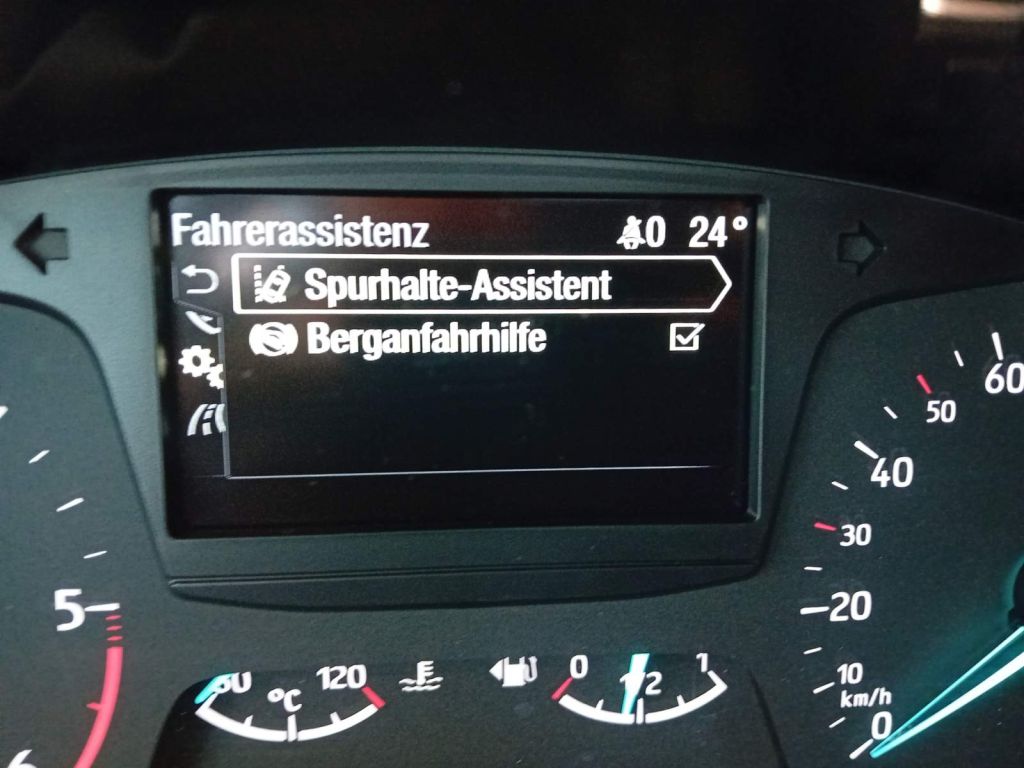 Fahrerassistenz 0 24°
Spurhalte-Assistent
Berganfahrhilfe
60
50
40
30
20
10
km/h
0
5
120
°C
0 1/2 1